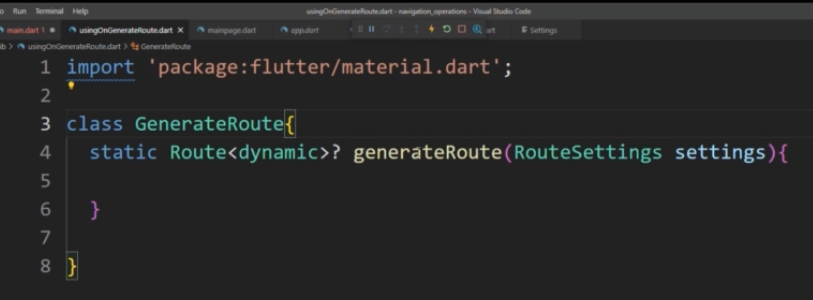 Run Terminal Help usingOnGenerateRoute.dart - navigation_operations - Visual Studio Code
main.dart 1 usingOnGenerateRoute.dart mainpage.dart app.dart art Settings
ib > usingOnGenerateRoute.dart > GenerateRoute
1 import 'package:flutter/material.dart';
2
3 class GenerateRoute{
4 static Route<dynamic>? generateRoute(RouteSettings settings){
5
6 }
7
8 }